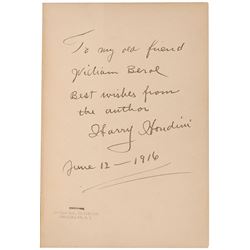 To my old friend
William Berol
Best wishes from
the author
Harry Houdini
June 12 - 1916